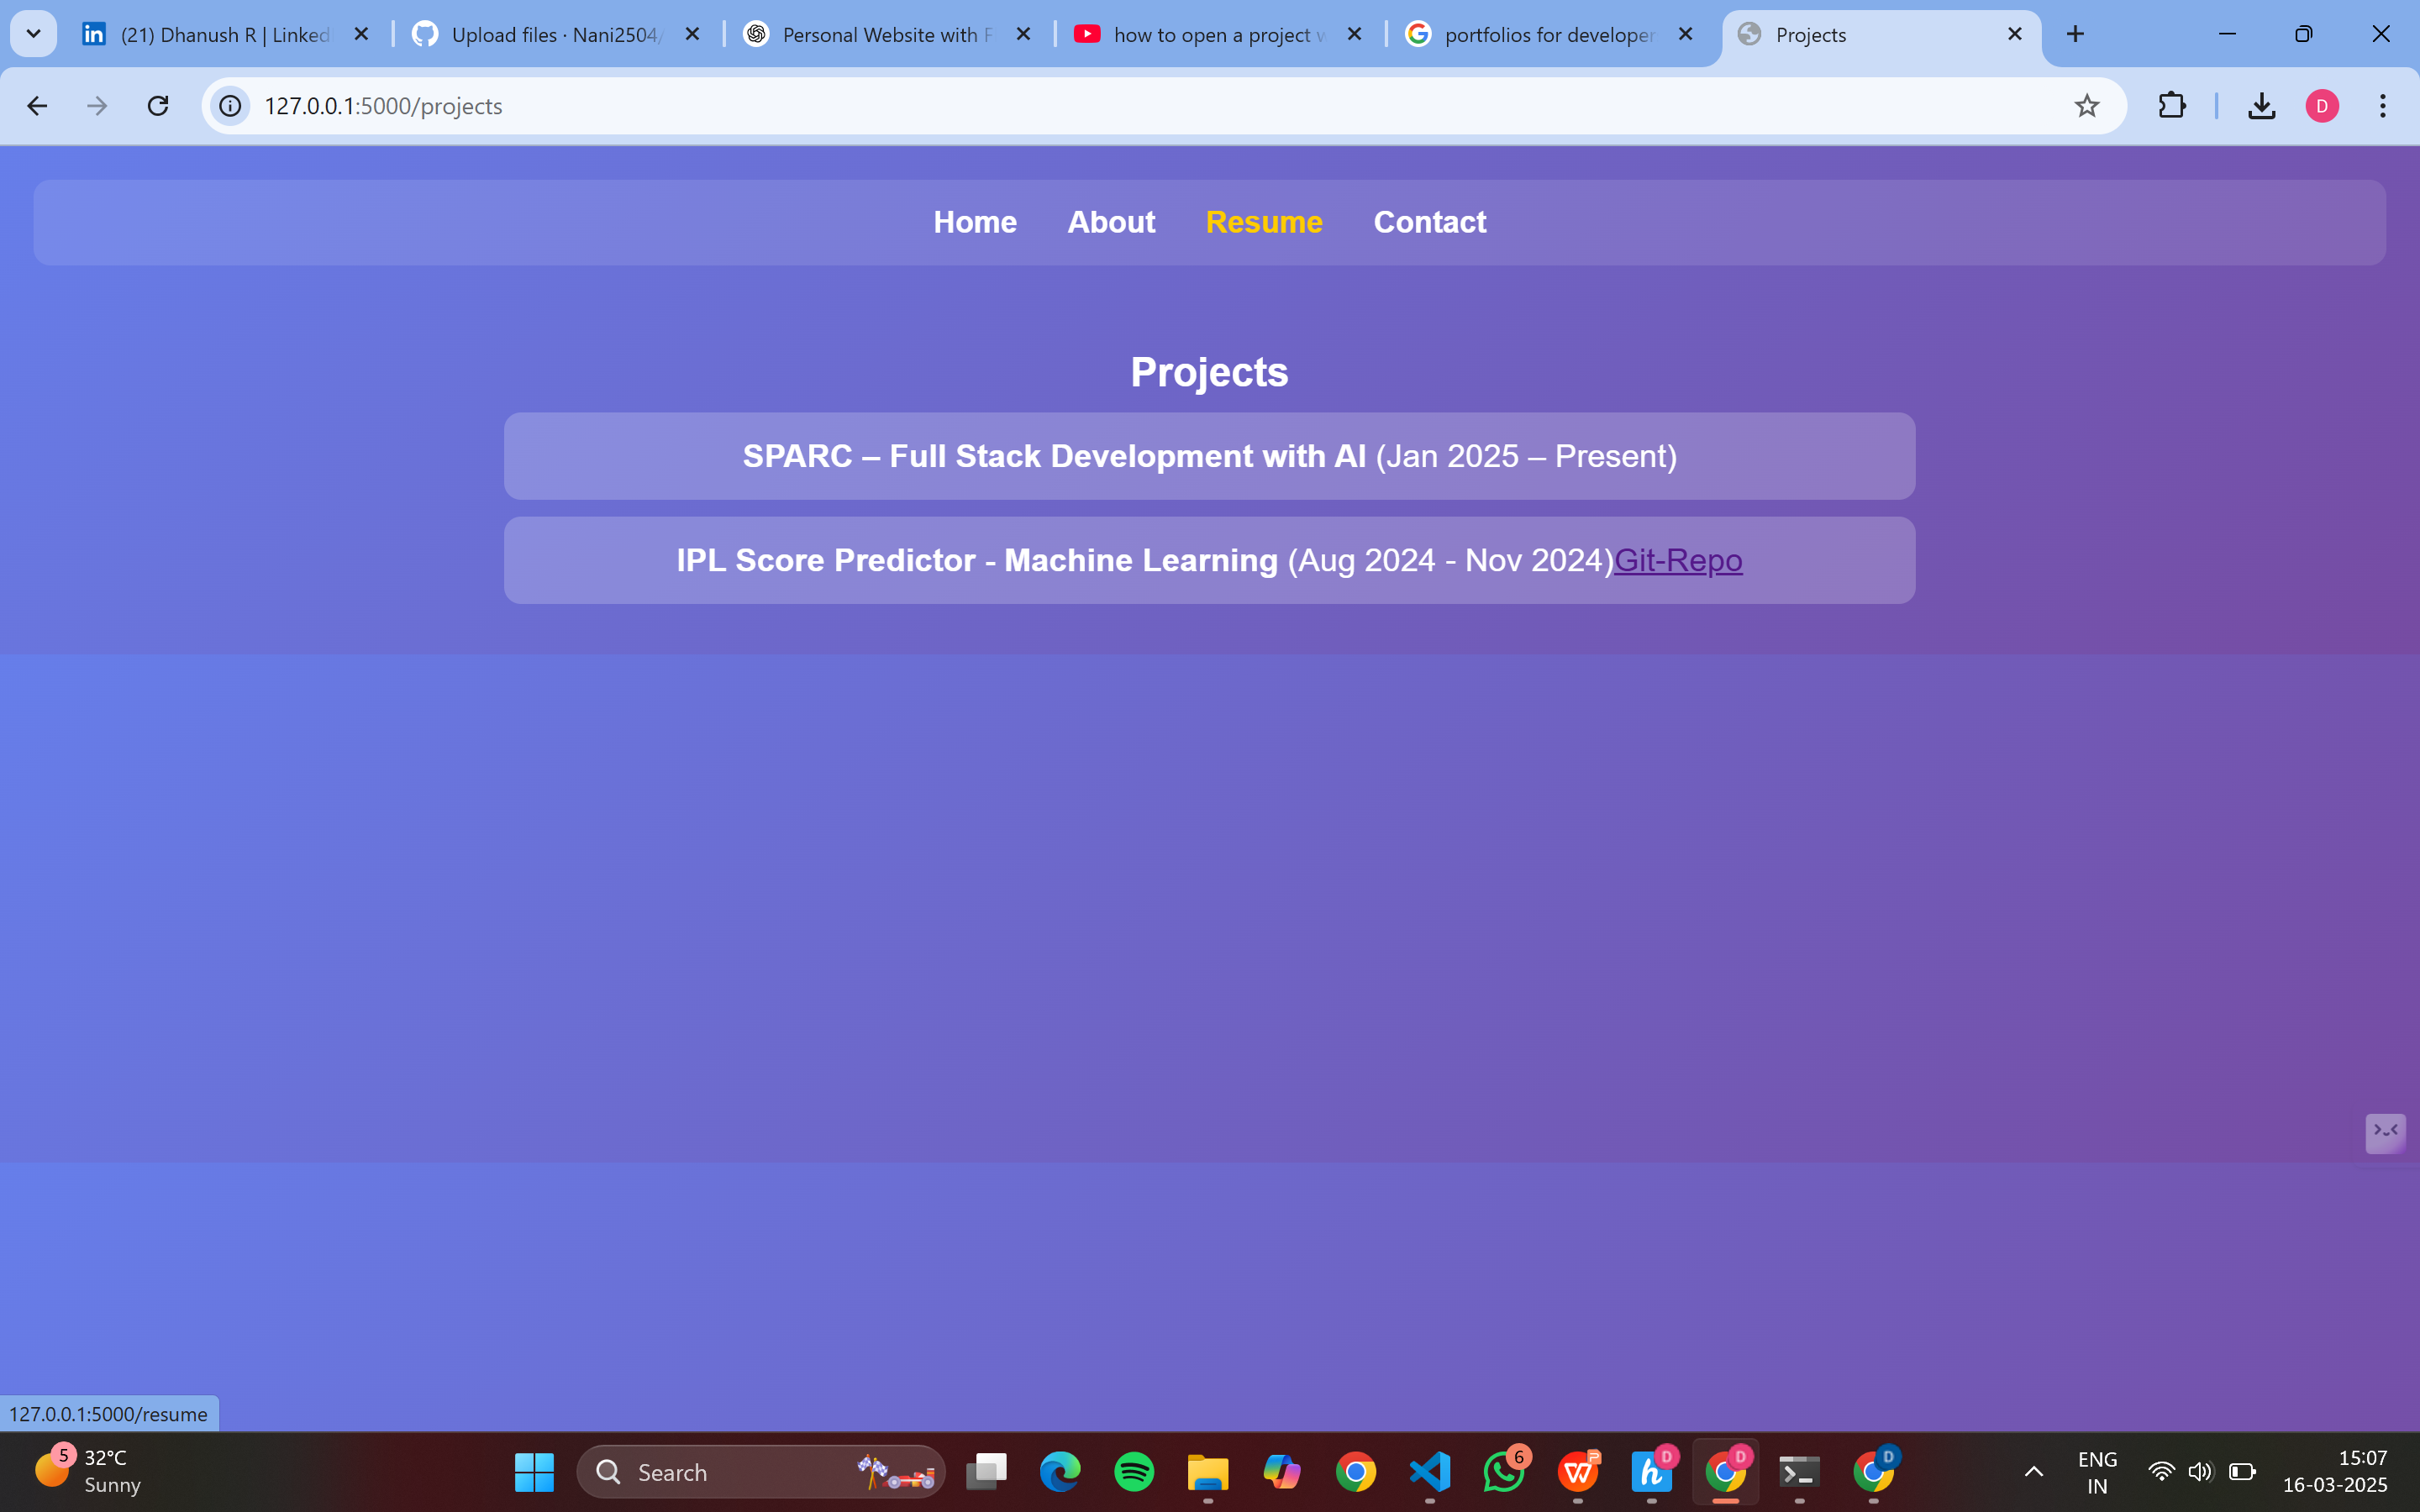 (21) Dhanush R | Linked
Upload files · Nani2504/
Personal Website with F
how to open a project w
portfolios for developer
Projects
127.0.0.1:5000/projects
D
Home About Resume Contact
Projects
SPARC – Full Stack Development with AI (Jan 2025 – Present)
IPL Score Predictor - Machine Learning (Aug 2024 - Nov 2024)Git-Repo
127.0.0.1:5000/resume
5
32°C
Sunny
Search
6
D
D
D
ENG
IN
15:07
16-03-2025